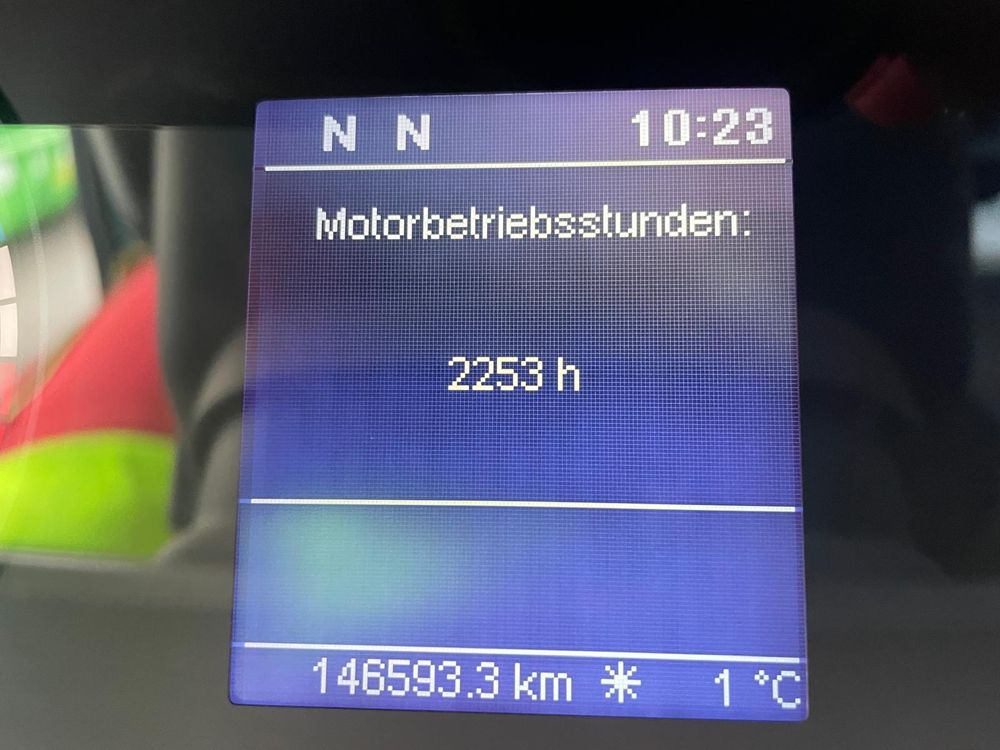 N N 10:23
Motorbetriebsstunden:
2253 h
146593.3 km ✳ 1 °C